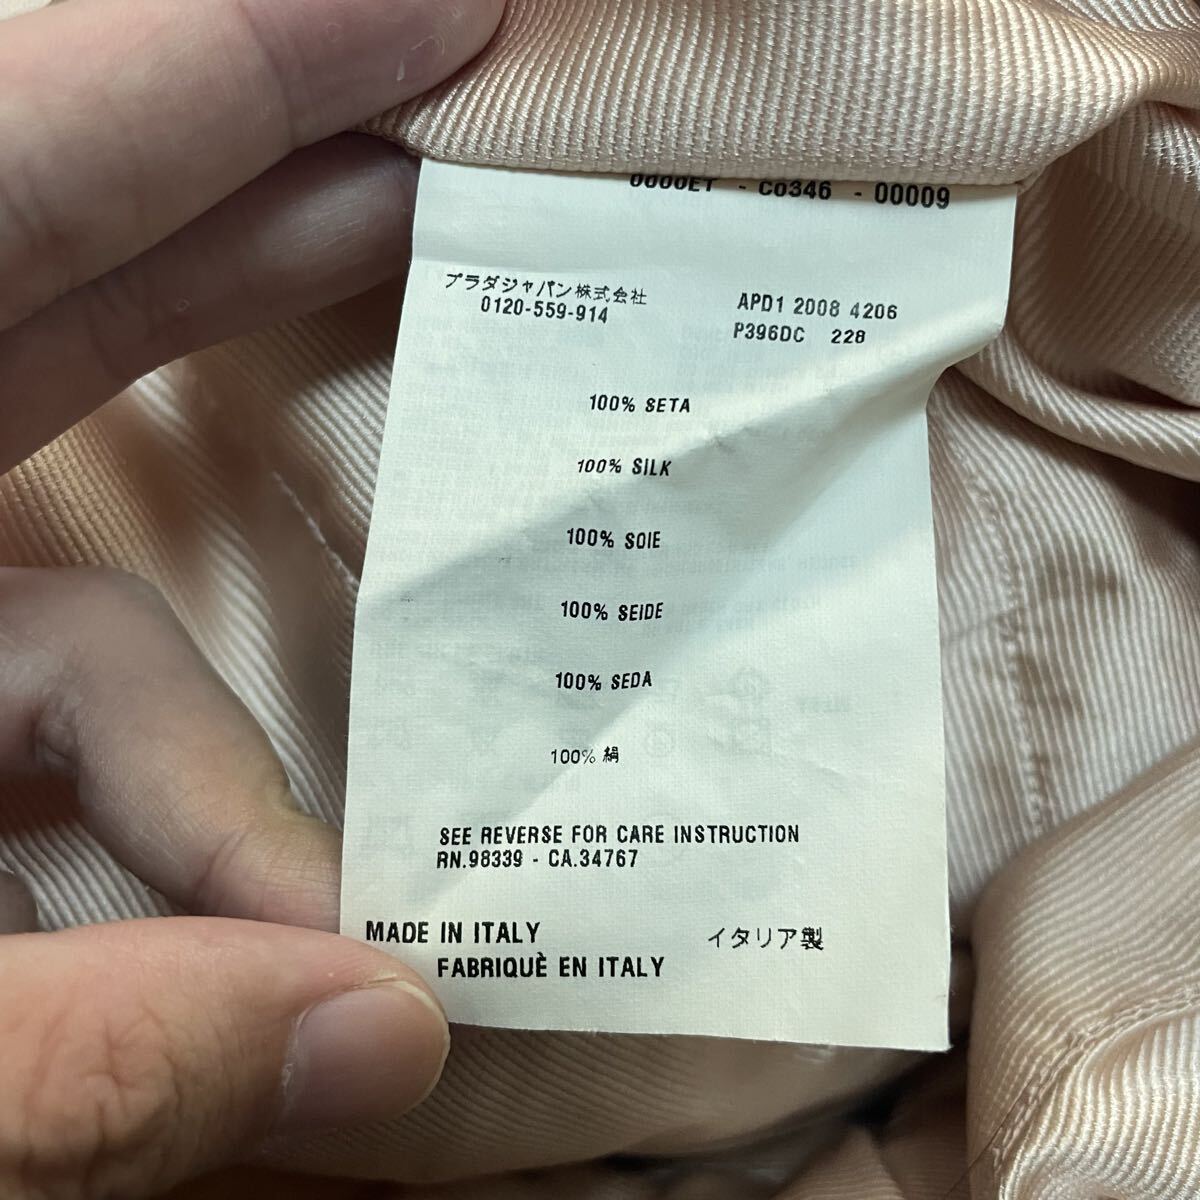 0000ET - C0346 - 00009
プラダジャパン株式会社
0120-559-914
APD1 2008 4206
P396DC 228
100% SETA
100% SILK
100% SOIE
100% SEIDE
100% SEDA
100% 絹
SEE REVERSE FOR CARE INSTRUCTION
RN.98339 - CA.34767
MADE IN ITALY
FABRIQUÈ EN ITALY
イタリア製